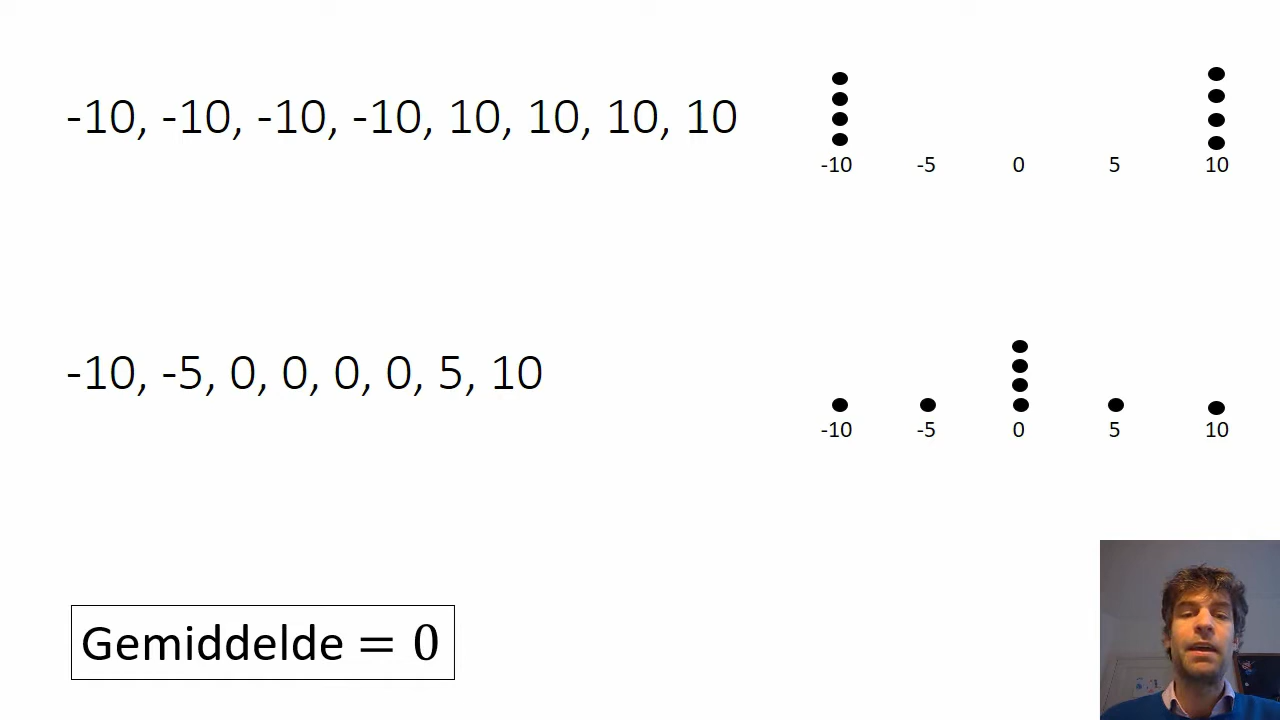 -10, -10, -10, -10, 10, 10, 10, 10
-10 -5 0 5 10
-10, -5, 0, 0, 0, 0, 5, 10
-10 -5 0 5 10
Gemiddelde = 0